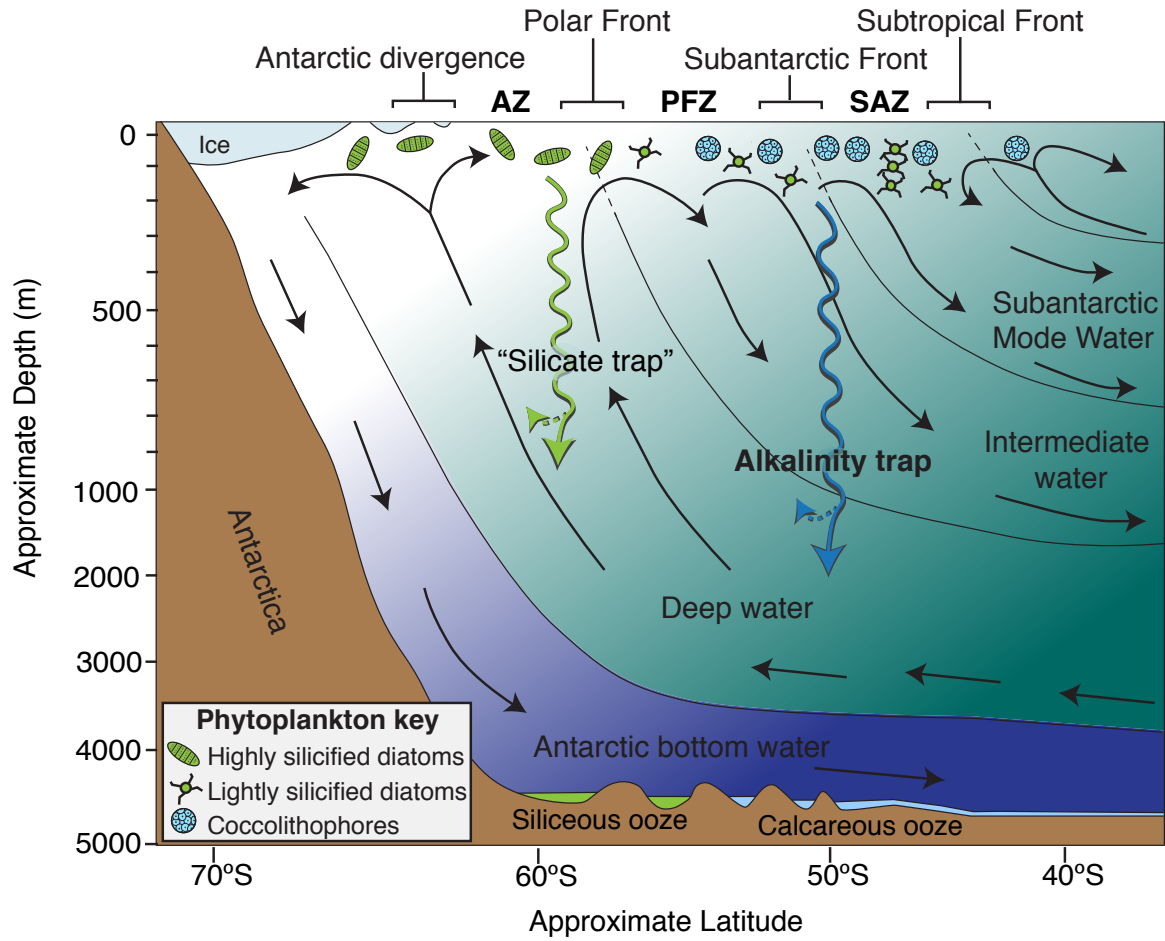 Polar Front
Subtropical Front
Antarctic divergence
Subantarctic Front
AZ
PFZ
SAZ
Approximate Depth (m)
0
500
1000
2000
3000
4000
5000
Ice
Antarctica
"Silicate trap"
Alkalinity trap
Subantarctic
Mode Water
Intermediate
water
Deep water
Antarctic bottom water
Siliceous ooze
Calcareous ooze
Phytoplankton key
Highly silicified diatoms
Lightly silicified diatoms
Coccolithophores
70ºS
60ºS
50ºS
40ºS
Approximate Latitude